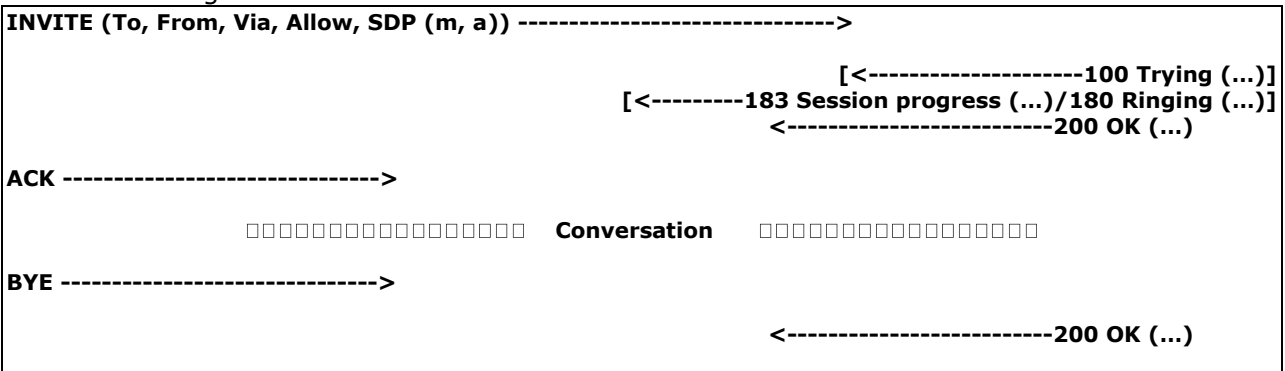 INVITE (To, From, Via, Allow, SDP (m, a)) ------------------------------->
[<---------------------100 Trying (...)]
[<---------183 Session progress (...)/180 Ringing (...)]
<--------------------------200 OK (...)
ACK ------------------------------->
□□□□□□□□□□□□□□□□□ Conversation □□□□□□□□□□□□□□□□□
BYE ------------------------------->
<--------------------------200 OK (...)